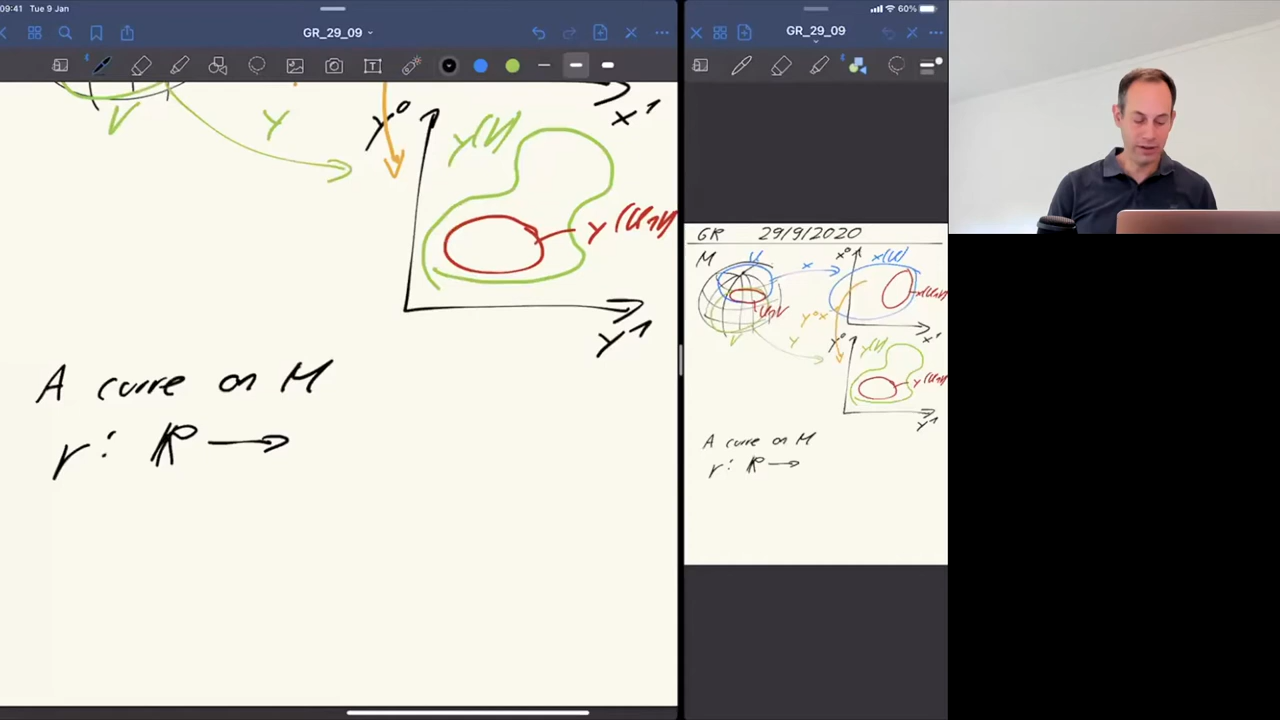 09:41 Tue 9 Jan
GR_29_09
V
y
y⁰
x¹
y(V)
y(U∩V)
y¹
A curve on M
γ: ℝ →
60%
GR_29_09
GR 29/9/2020
M U x x⁰ x(U)
x(U∩V)
U∩V y∘x
x¹
V y y⁰ y(V)
y(U∩V)
y¹
A curve on M
γ: ℝ →